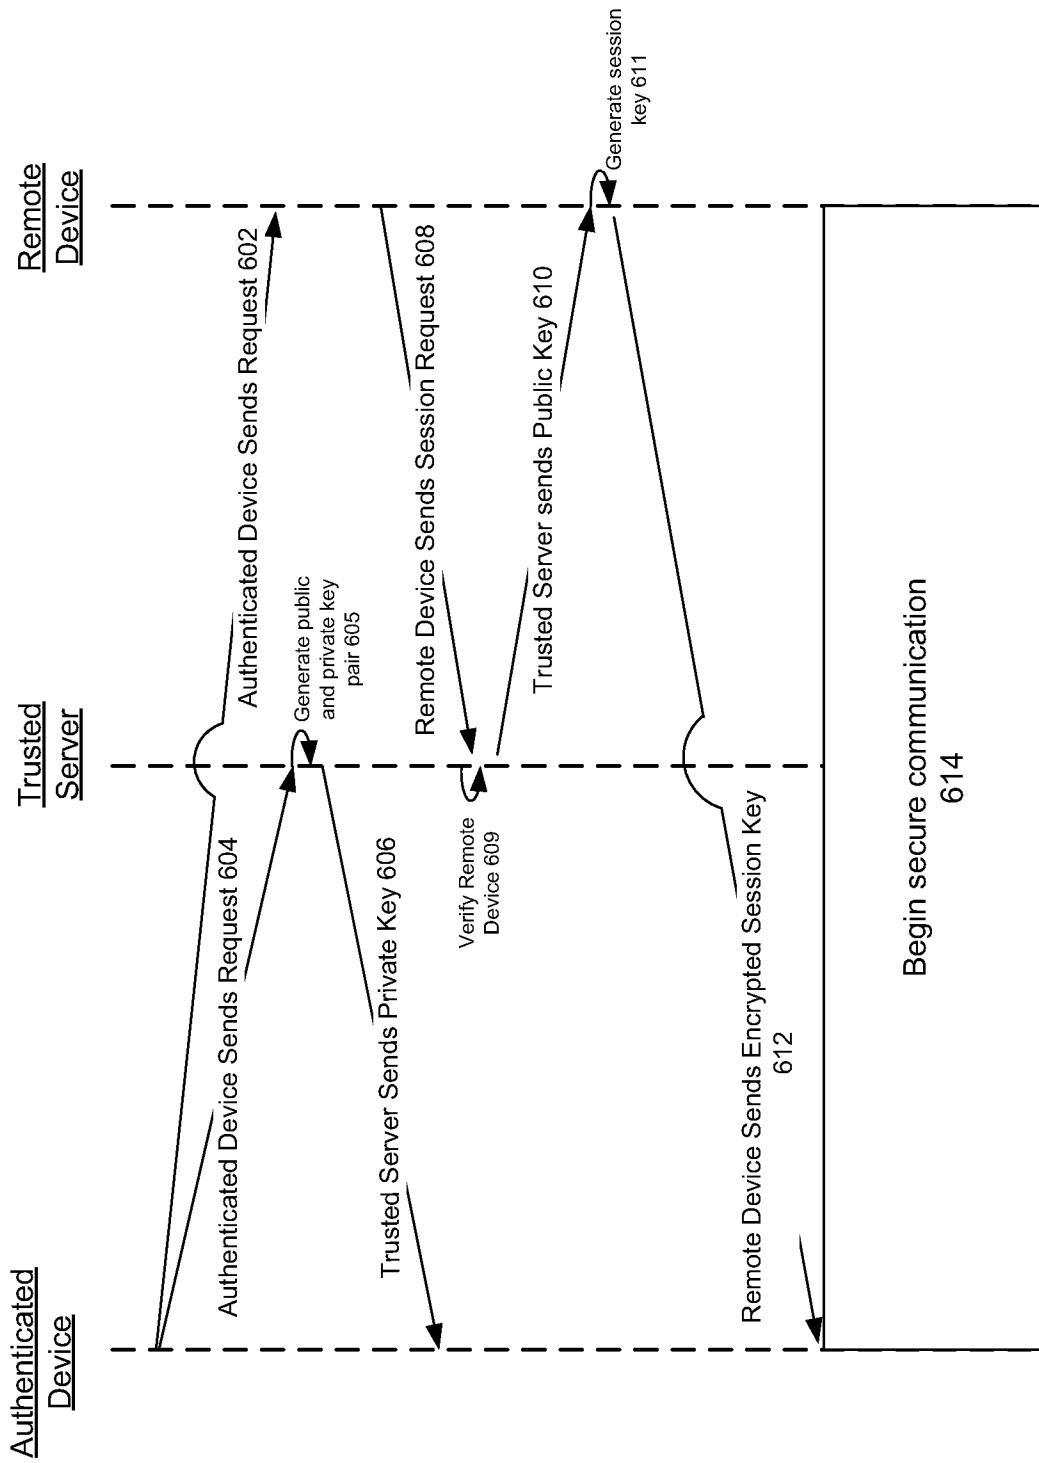 Authenticated
Device
Trusted
Server
Remote
Device
Authenticated Device Sends Request 602
Authenticated Device Sends Request 604
Generate public
and private key
pair 605
Trusted Server Sends Private Key 606
Remote Device Sends Session Request 608
Verify Remote
Device 609
Trusted Server sends Public Key 610
Generate session
key 611
Remote Device Sends Encrypted Session Key
612
Begin secure communication
614